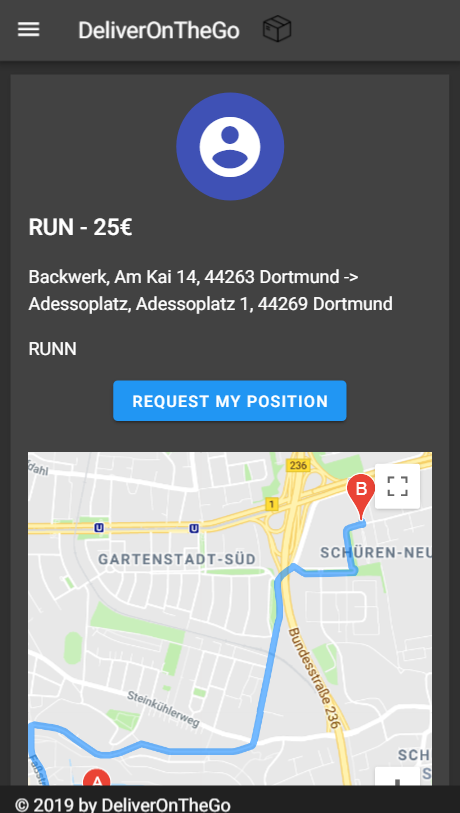 DeliverOnTheGo
RUN - 25€
Backwerk, Am Kai 14, 44263 Dortmund ->
Adessoplatz, Adessoplatz 1, 44269 Dortmund
RUNN
REQUEST MY POSITION
236
B
1
U
U
GARTENSTADT-SÜD
SCHÜREN-NEU
Bundesstraße 236
Steinkühlerweg
SCH
A
© 2019 by DeliverOnTheGo